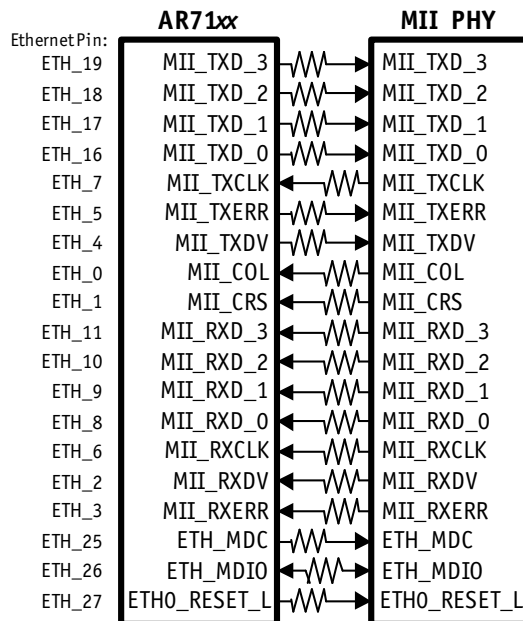 AR71xx MII PHY
Ethernet Pin:
ETH_19 MII_TXD_3 MII_TXD_3
ETH_18 MII_TXD_2 MII_TXD_2
ETH_17 MII_TXD_1 MII_TXD_1
ETH_16 MII_TXD_0 MII_TXD_0
ETH_7 MII_TXCLK MII_TXCLK
ETH_5 MII_TXERR MII_TXERR
ETH_4 MII_TXDV MII_TXDV
ETH_0 MII_COL MII_COL
ETH_1 MII_CRS MII_CRS
ETH_11 MII_RXD_3 MII_RXD_3
ETH_10 MII_RXD_2 MII_RXD_2
ETH_9 MII_RXD_1 MII_RXD_1
ETH_8 MII_RXD_0 MII_RXD_0
ETH_6 MII_RXCLK MII_RXCLK
ETH_2 MII_RXDV MII_RXDV
ETH_3 MII_RXERR MII_RXERR
ETH_25 ETH_MDC ETH_MDC
ETH_26 ETH_MDIO ETH_MDIO
ETH_27 ETH0_RESET_L ETH0_RESET_L